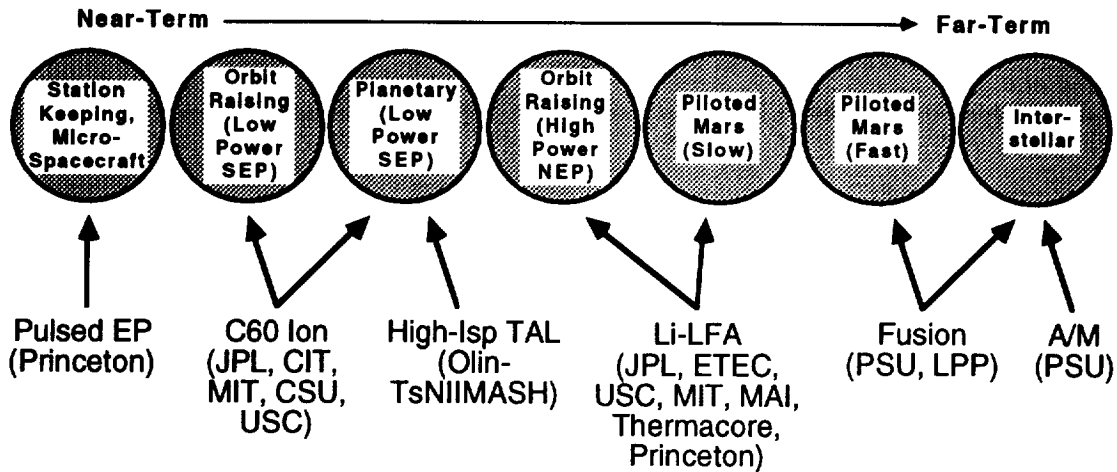 Near-Term
Far-Term
Station
Keeping,
Micro-
Spacecraft
Orbit
Raising
(Low
Power
SEP)
Planetary
(Low
Power
SEP)
Orbit
Raising
(High
Power
NEP)
Piloted
Mars
(Slow)
Piloted
Mars
(Fast)
Inter-
stellar
Pulsed EP
(Princeton)
C60 Ion
(JPL, CIT,
MIT, CSU,
USC)
High-Isp TAL
(Olin-
TsNIIMASH)
Li-LFA
(JPL, ETEC,
USC, MIT, MAI,
Thermacore,
Princeton)
Fusion
(PSU, LPP)
A/M
(PSU)